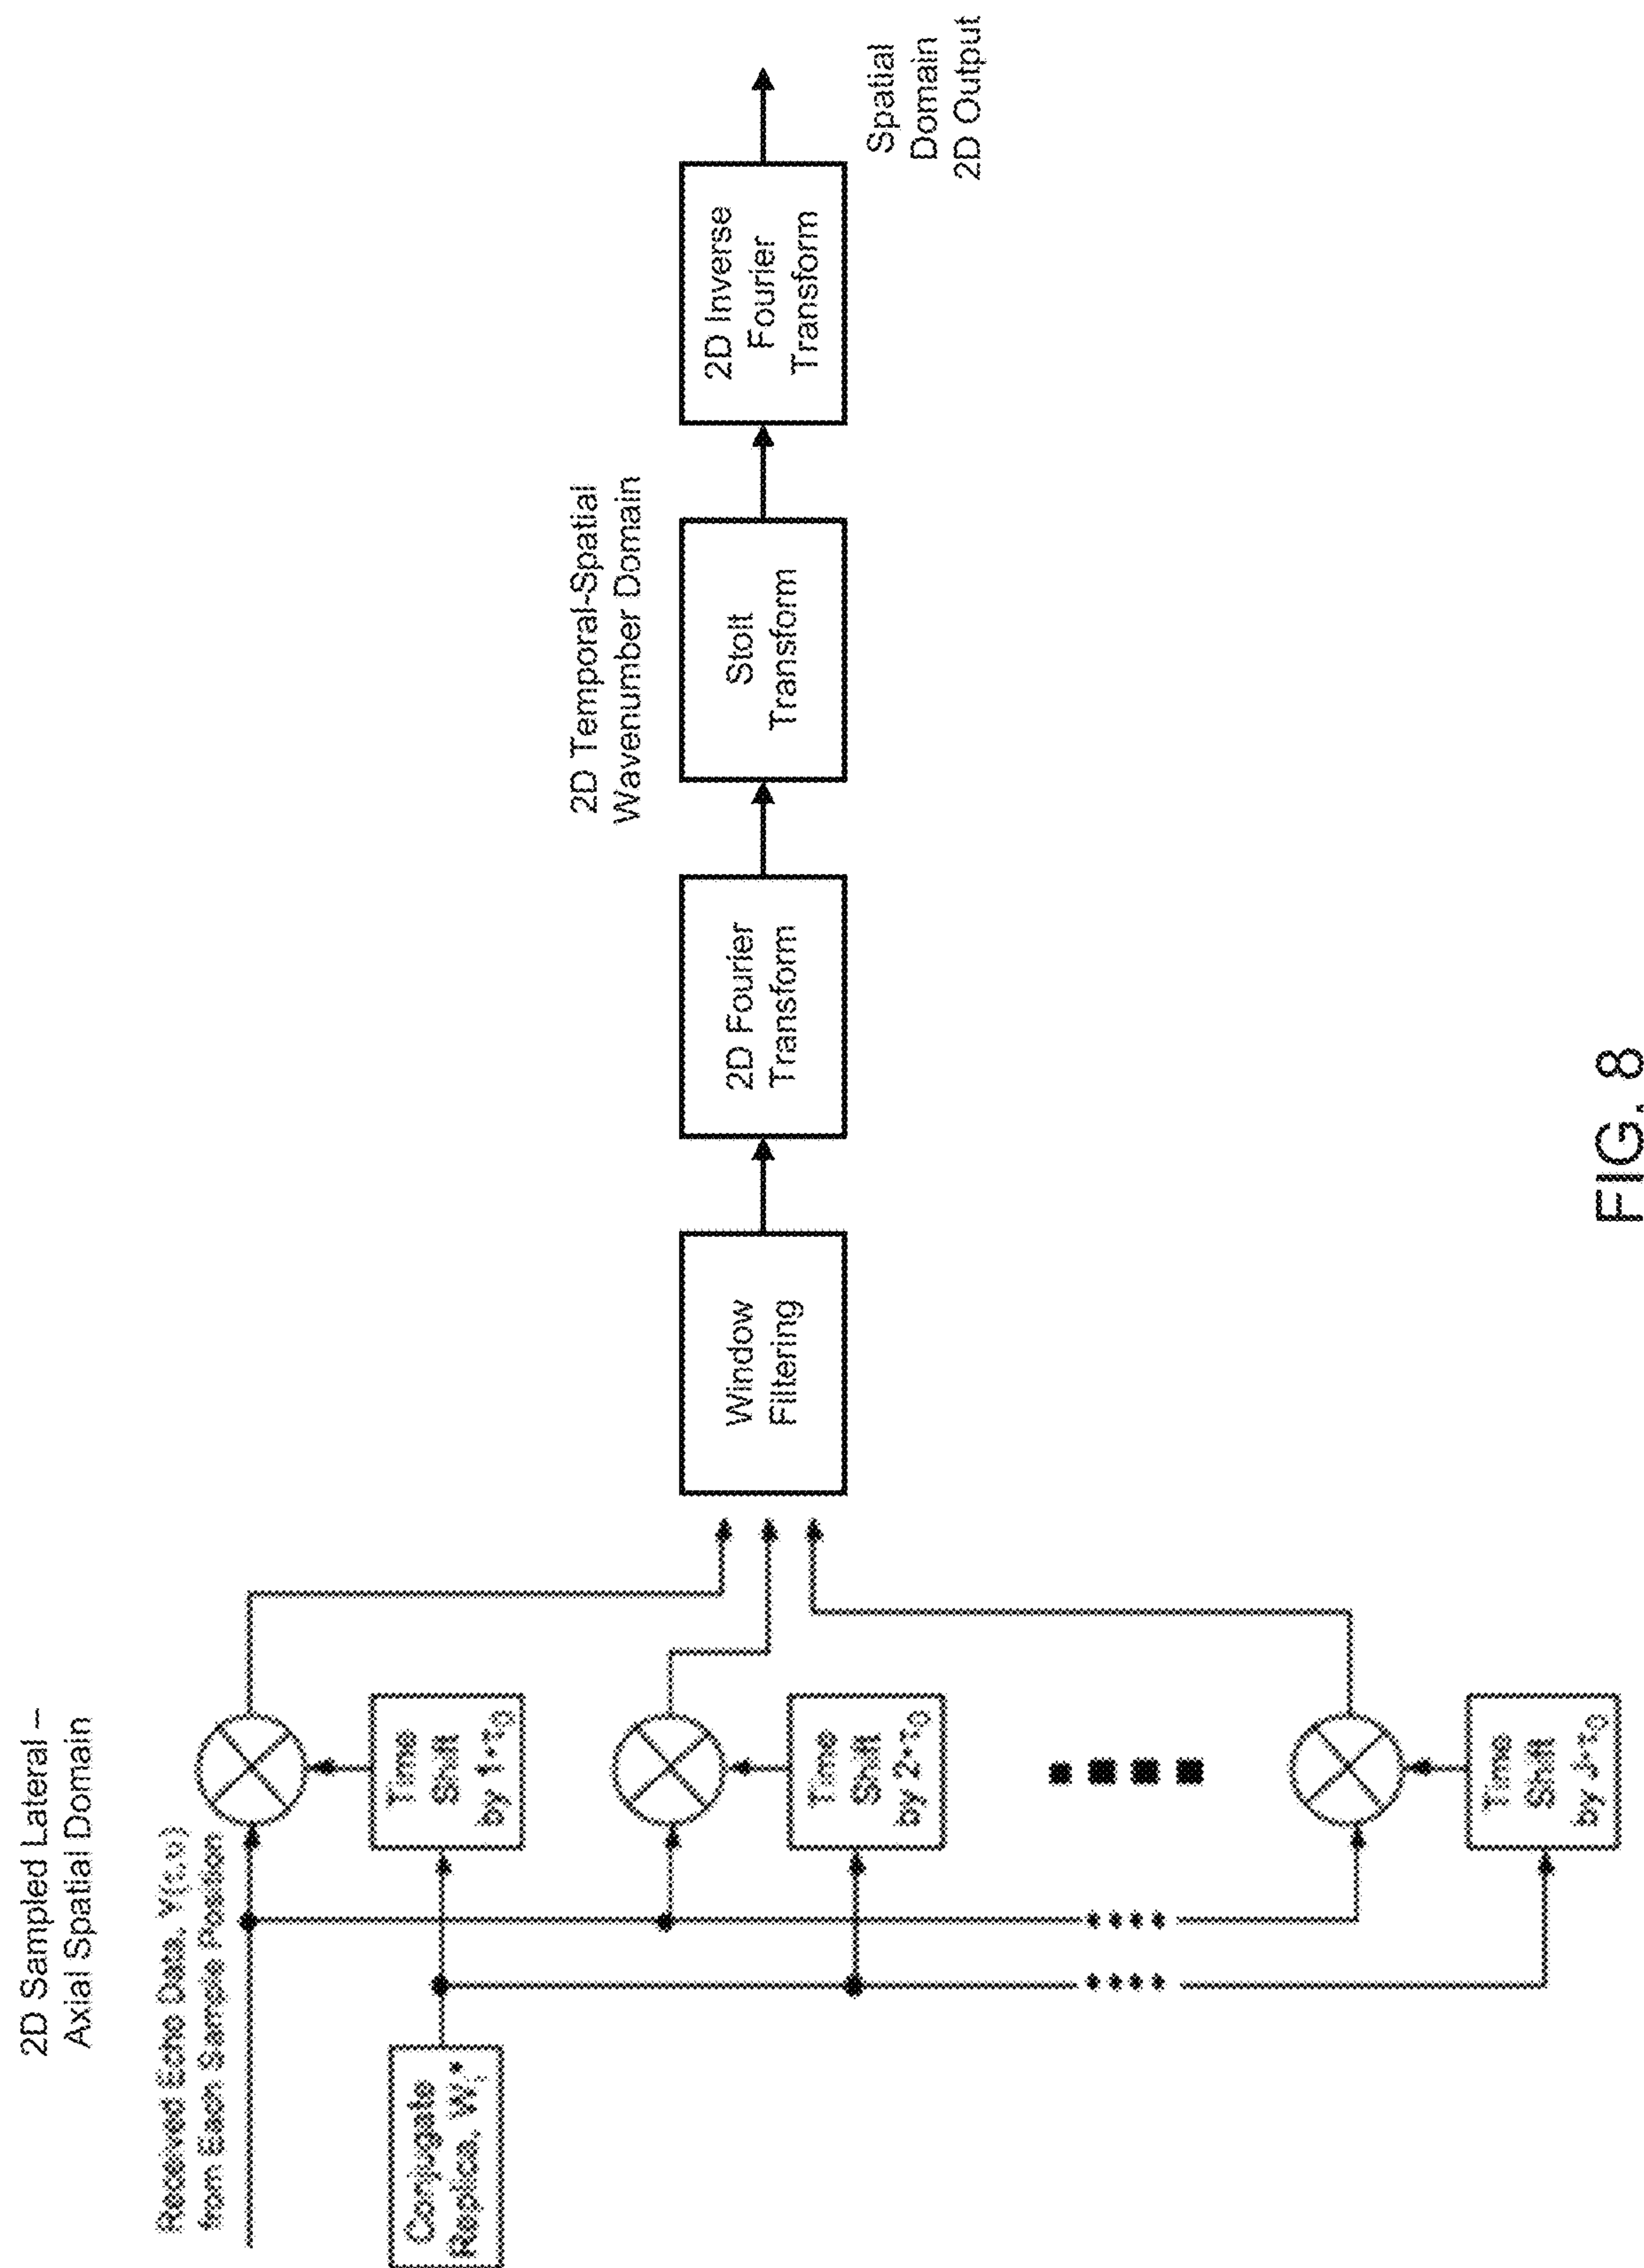 2D Sampled Lateral –
Axial Spatial Domain
Received Echo Data, Y(t,u)
from Each Sample Position
Conjugate
Replica, W
Time
Shift
by 1*τ0
Time
Shift
by 2*τ0
Time
Shift
by J*τ0
Window
Filtering
2D Fourier
Transform
2D Temporal-Spatial
Wavenumber Domain
Stolt
Transform
2D Inverse
Fourier
Transform
Spatial
Domain
2D Output
FIG. 8